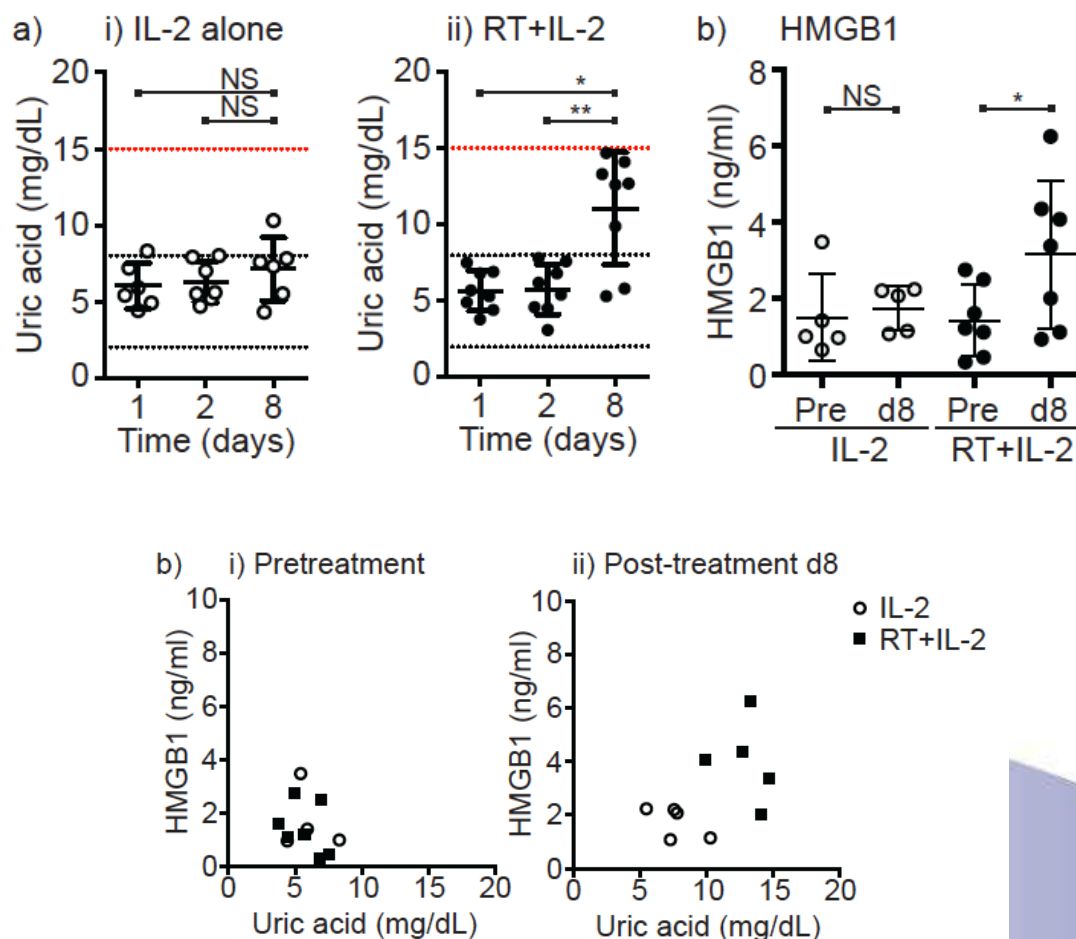 a) i) IL-2 alone ii) RT+IL-2 b) HMGB1
Uric acid (mg/dL)
20
15
10
5
0
NS
NS
1 2 8
Time (days)
Uric acid (mg/dL)
20
15
10
5
0
*
**
1 2 8
Time (days)
HMGB1 (ng/ml)
8
6
4
2
0
NS *
Pre d8 Pre d8
IL-2 RT+IL-2
b) i) Pretreatment ii) Post-treatment d8
HMGB1 (ng/ml)
10
8
6
4
2
0
0 5 10 15 20
Uric acid (mg/dL)
HMGB1 (ng/ml)
10
8
6
4
2
0
0 5 10 15 20
Uric acid (mg/dL)
IL-2
RT+IL-2